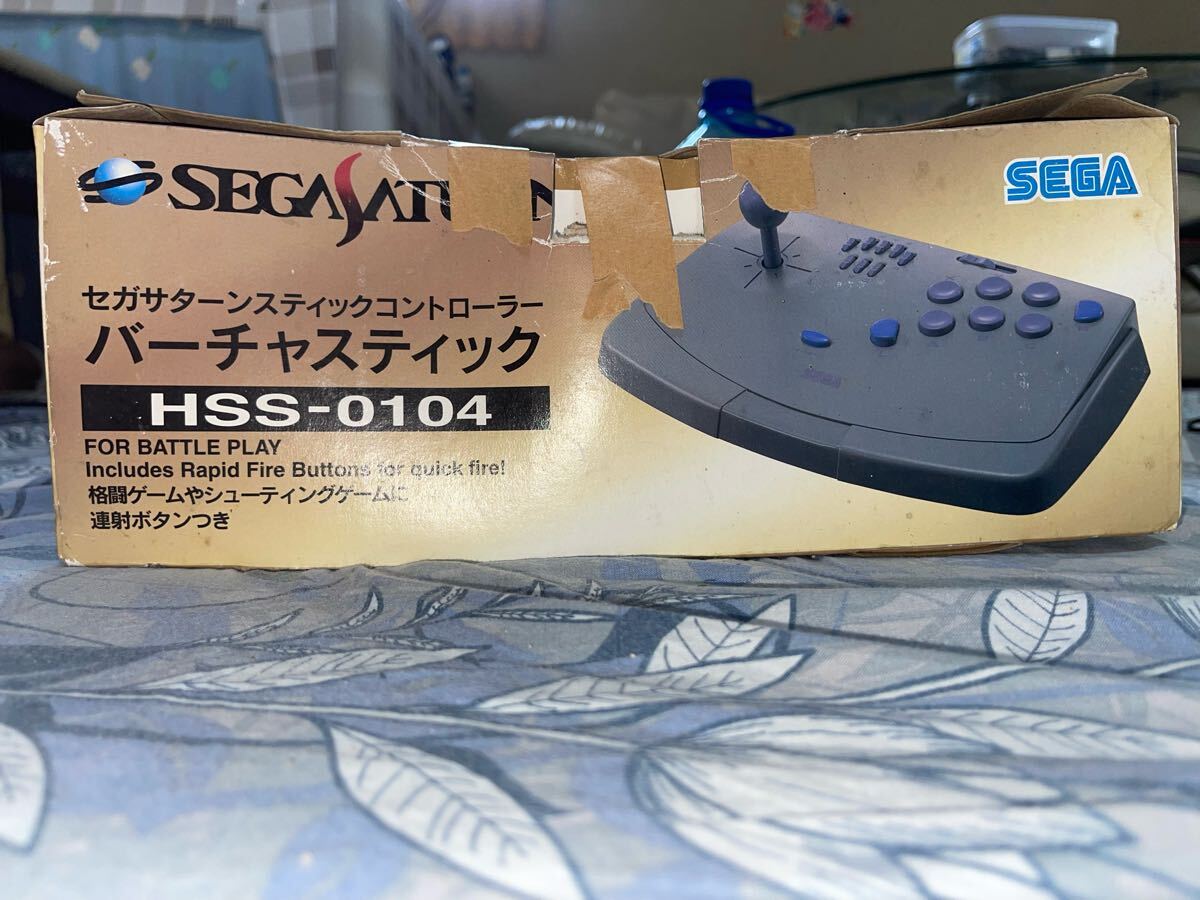 SEGA SATURN
SEGA
セガサターンスティックコントローラー
バーチャスティック
HSS-0104
FOR BATTLE PLAY
Includes Rapid Fire Buttons for quick fire!
格闘ゲームやシューティングゲームに
連射ボタンつき
SEGA